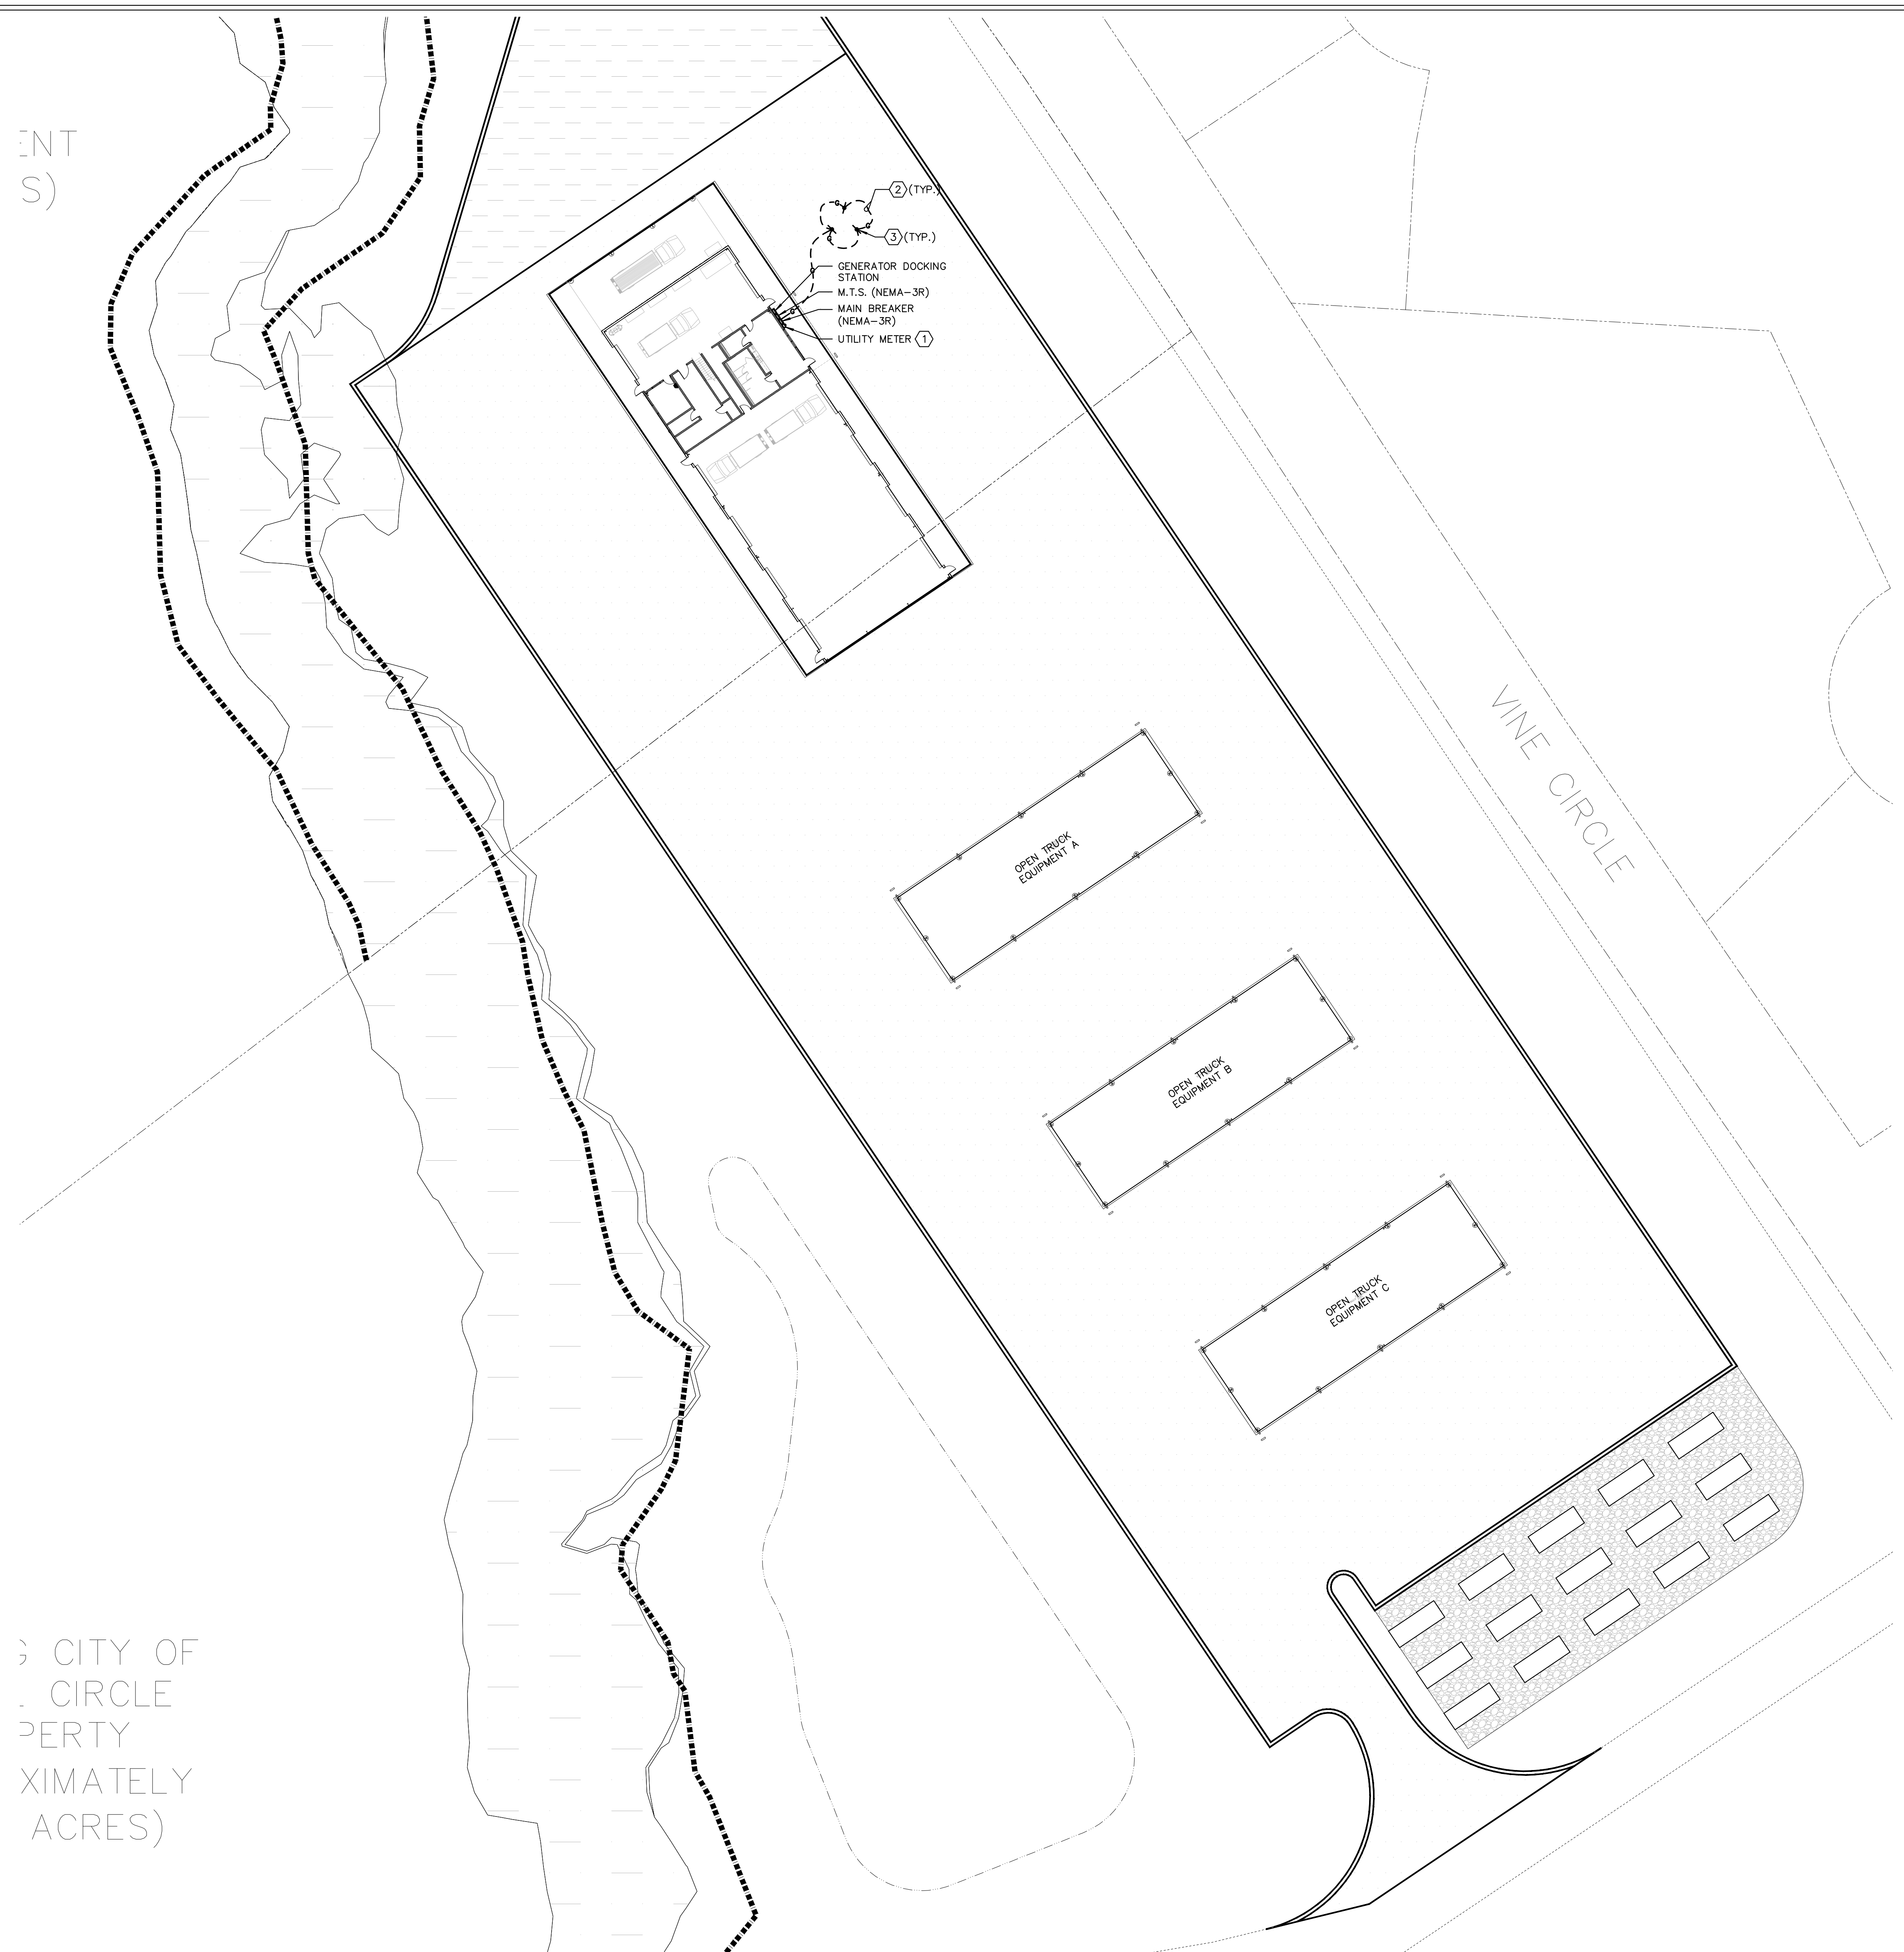 ENT
S)
2 (TYP.)
3 (TYP.)
GENERATOR DOCKING
STATION
M.T.S. (NEMA-3R)
MAIN BREAKER
(NEMA-3R)
UTILITY METER 1
G
G
G
G
G
VINE CIRCLE
OPEN TRUCK
EQUIPMENT A
OPEN TRUCK
EQUIPMENT B
OPEN TRUCK
EQUIPMENT C
G CITY OF
CIRCLE
PERTY
XIMATELY
ACRES)